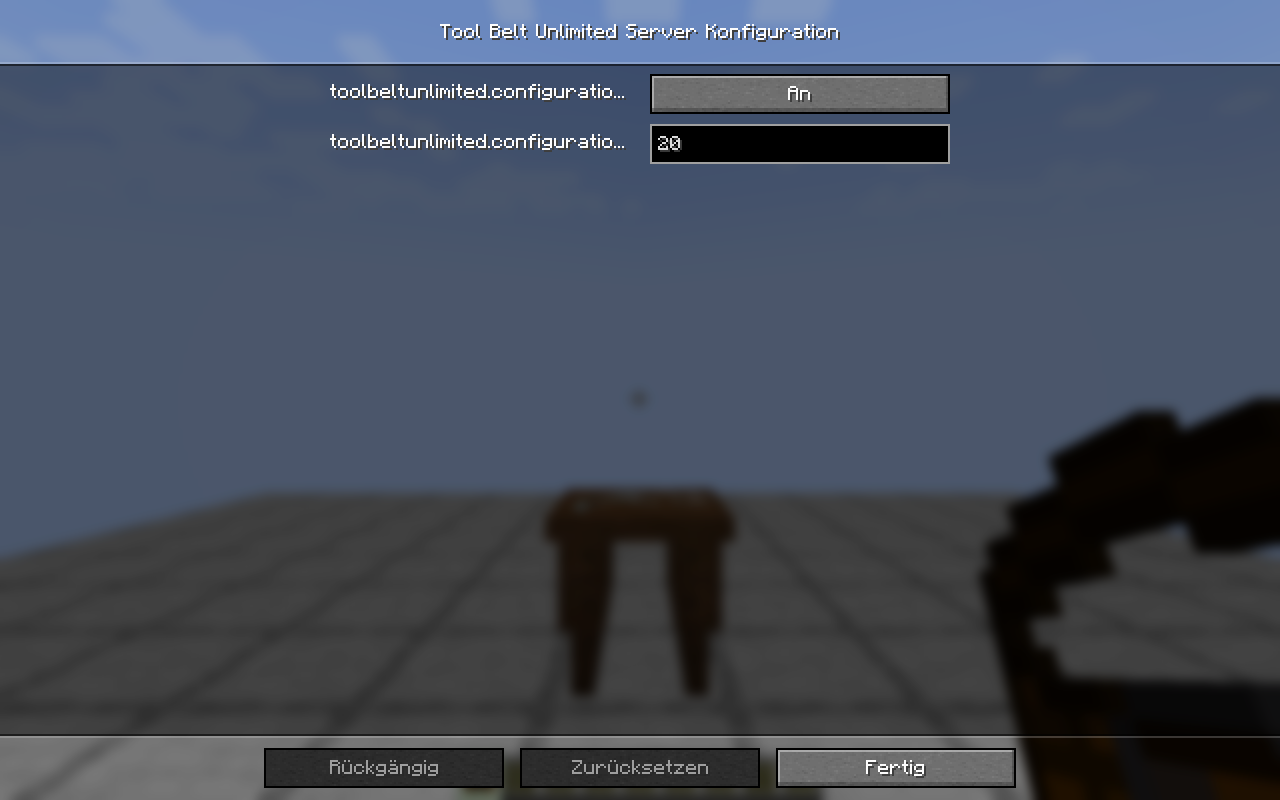 Tool Belt Unlimited Server Konfiguration
toolbeltunlimited.configuratio...
An
toolbeltunlimited.configuratio...
20
Rückgängig
Zurücksetzen
Fertig